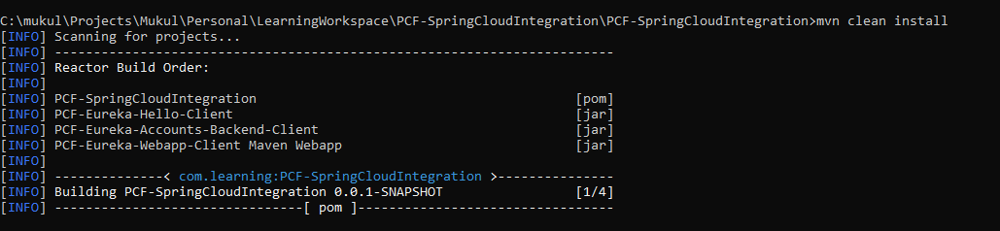 C:\mukul\Projects\Mukul\Personal\LearningWorkspace\PCF-SpringCloudIntegration\PCF-SpringCloudIntegration>mvn clean install
[INFO] Scanning for projects...
[INFO] ------------------------------------------------------------------------
[INFO] Reactor Build Order:
[INFO]
[INFO] PCF-SpringCloudIntegration                                         [pom]
[INFO] PCF-Eureka-Hello-Client                                            [jar]
[INFO] PCF-Eureka-Accounts-Backend-Client                                 [jar]
[INFO] PCF-Eureka-Webapp-Client Maven Webapp                              [jar]
[INFO]
[INFO] --------------< com.learning:PCF-SpringCloudIntegration >---------------
[INFO] Building PCF-SpringCloudIntegration 0.0.1-SNAPSHOT                 [1/4]
[INFO] --------------------------------[ pom ]---------------------------------